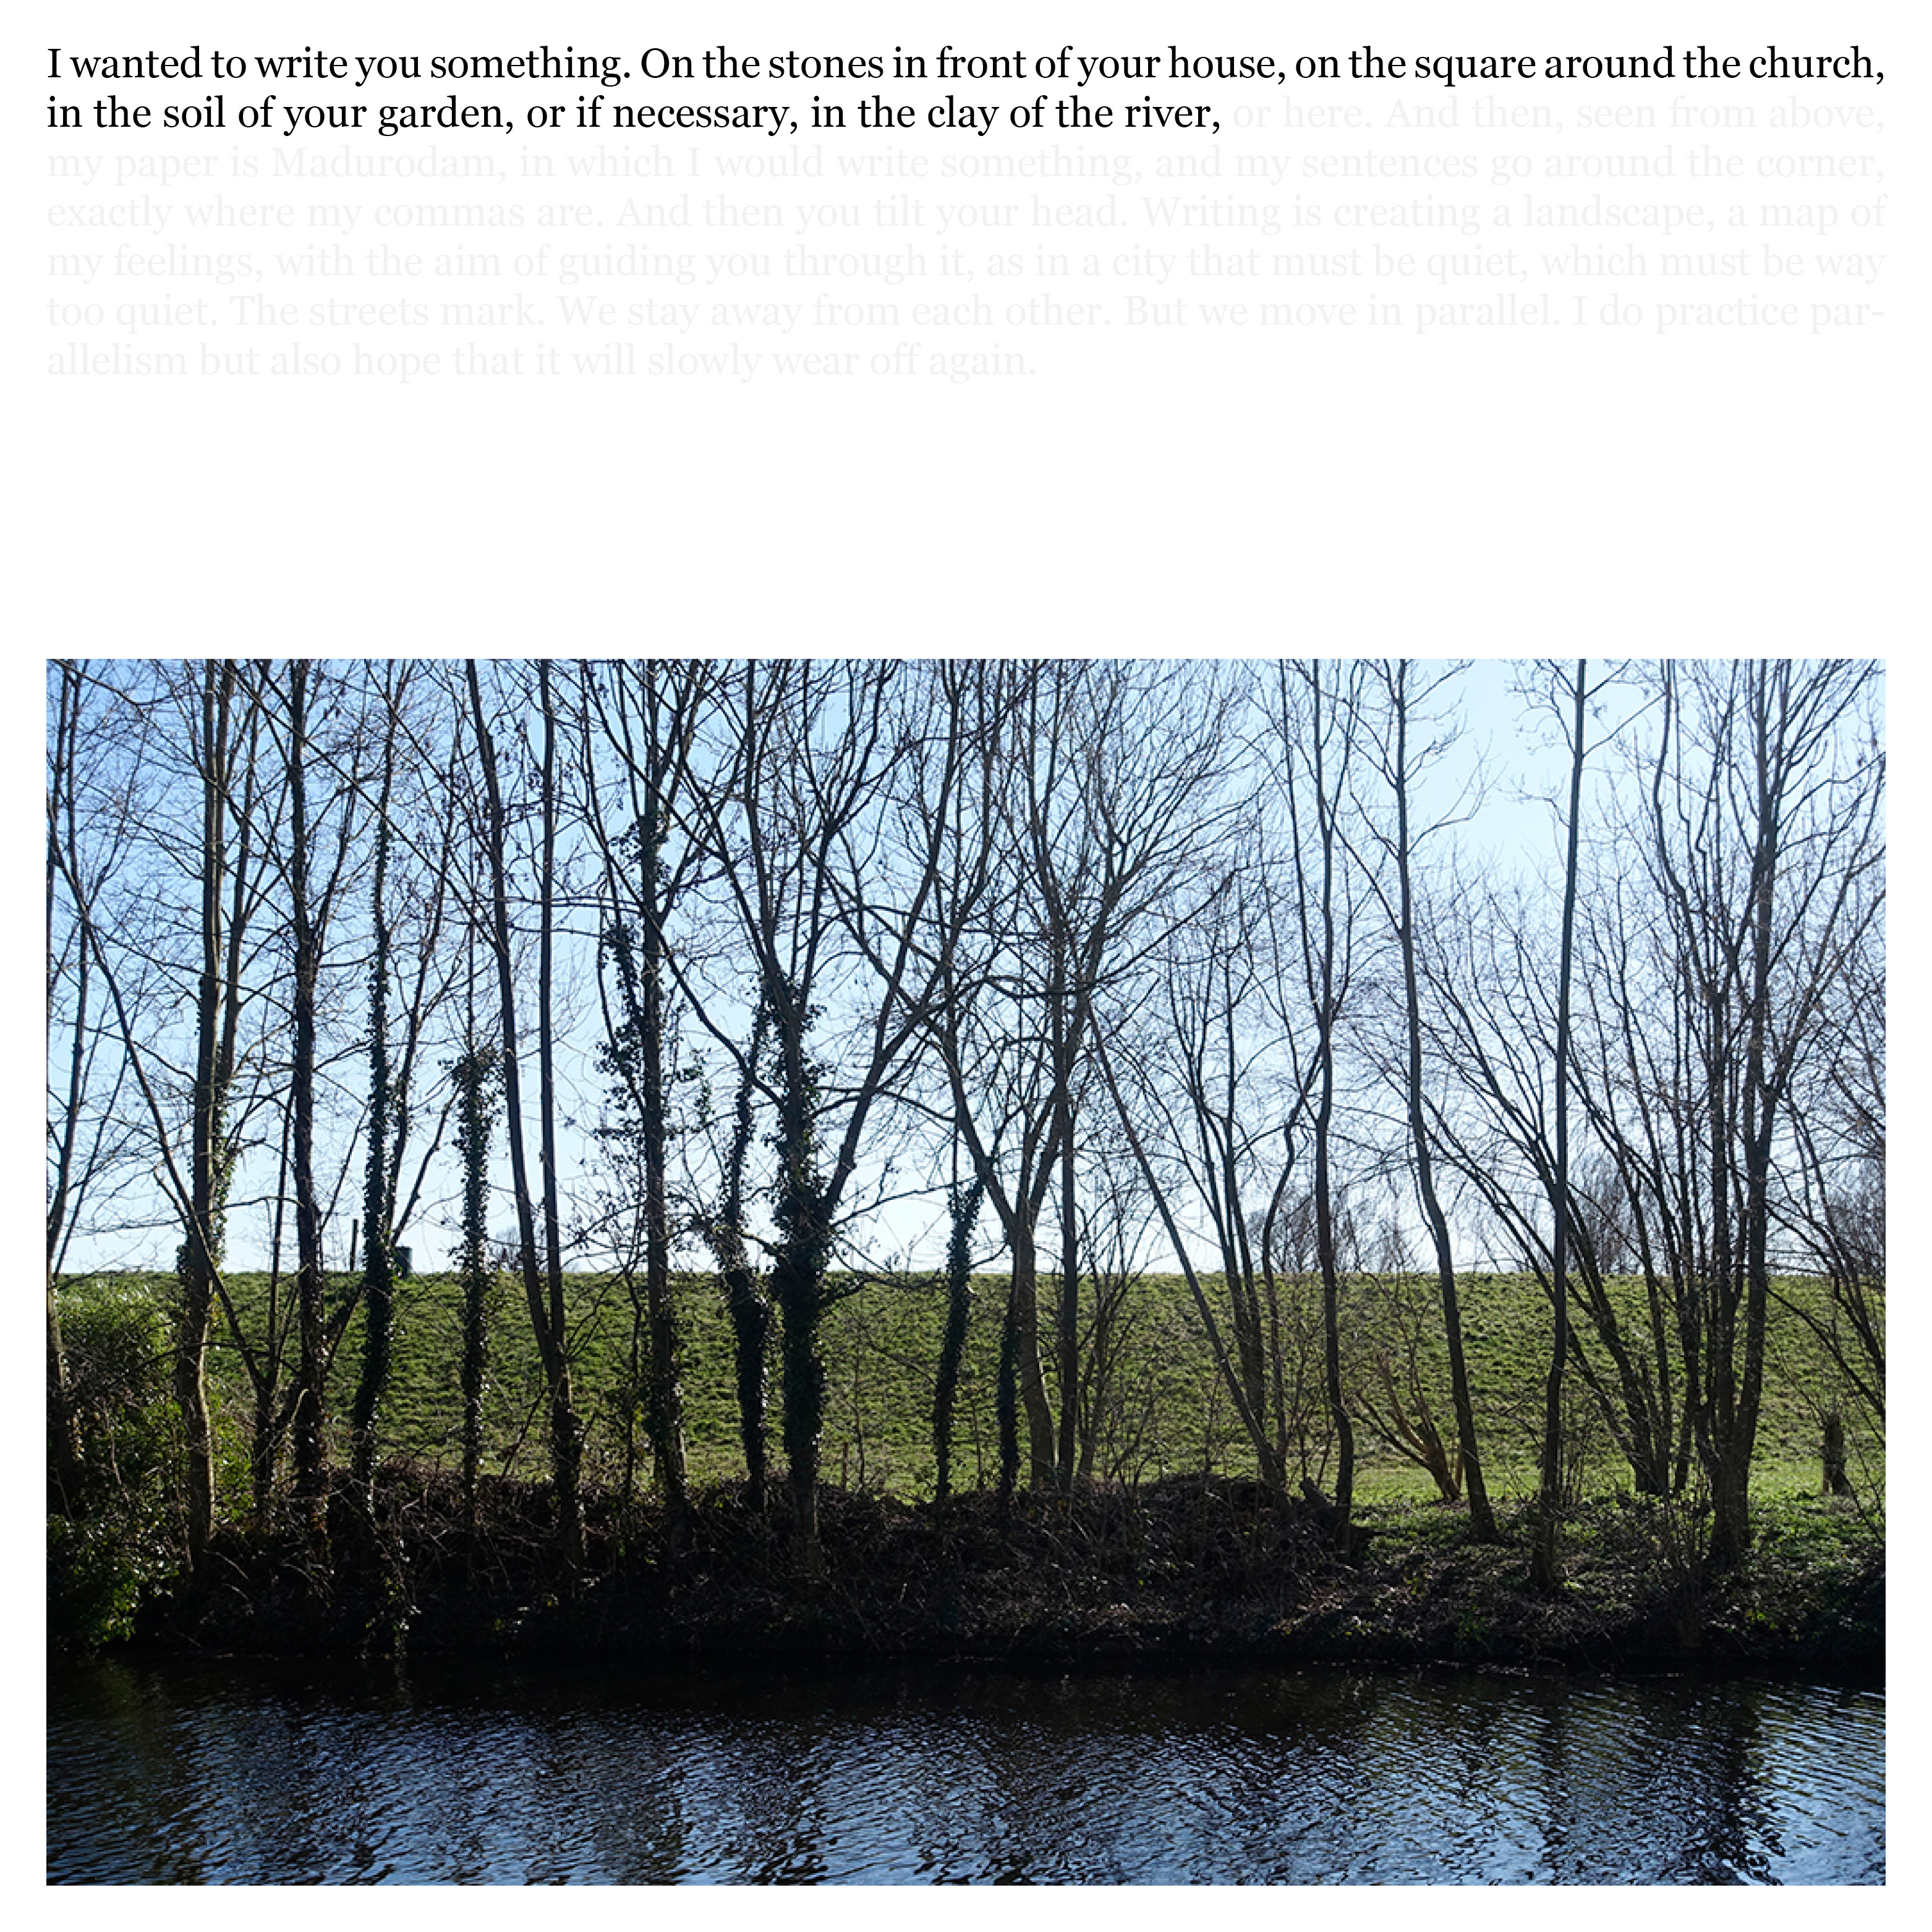 I wanted to write you something. On the stones in front of your house, on the square around the church,
in the soil of your garden, or if necessary, in the clay of the river, or here. And then, seen from above,
my paper is Madurodam, in which I would write something, and my sentences go around the corner,
exactly where my commas are. And then you tilt your head. Writing is creating a landscape, a map of
my feelings, with the aim of guiding you through it, as in a city that must be quiet, which must be way
too quiet. The streets mark. We stay away from each other. But we move in parallel. I do practice par-
allelism but also hope that it will slowly wear off again.